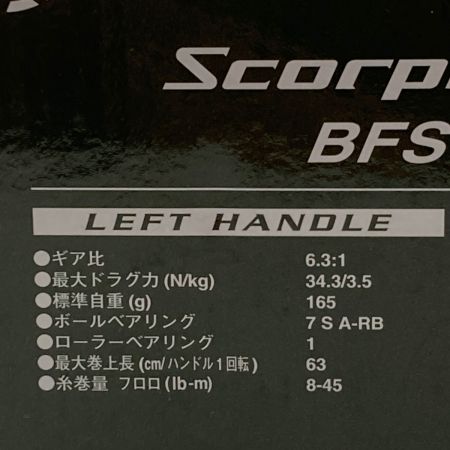 Scorp
BFS
LEFT HANDLE
●ギア比 6.3:1
●最大ドラグ力 (N/kg) 34.3/3.5
●標準自重 (g) 165
●ボールベアリング 7 S A-RB
●ローラーベアリング 1
●最大巻上長 (cm/ハンドル1回転) 63
●糸巻量 フロロ (lb-m) 8-45